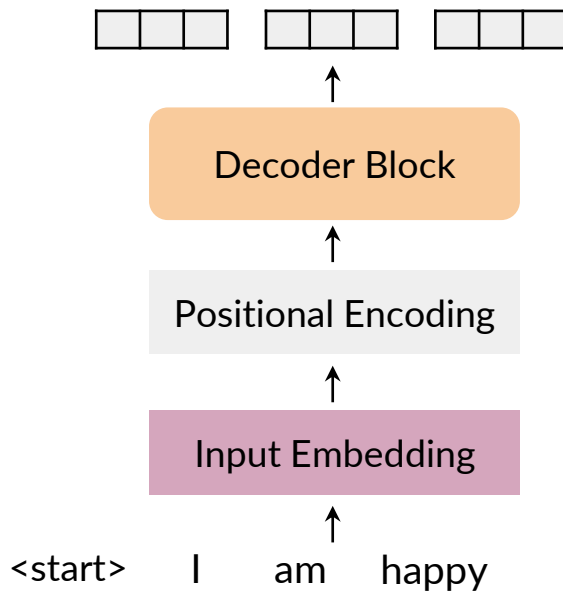 Decoder Block
Positional Encoding
Input Embedding
<start> I am happy